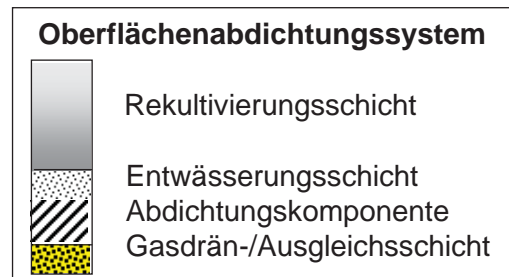 Oberflächenabdichtungssystem
Rekultivierungsschicht
Entwässerungsschicht
Abdichtungskomponente
Gasdrän-/Ausgleichsschicht